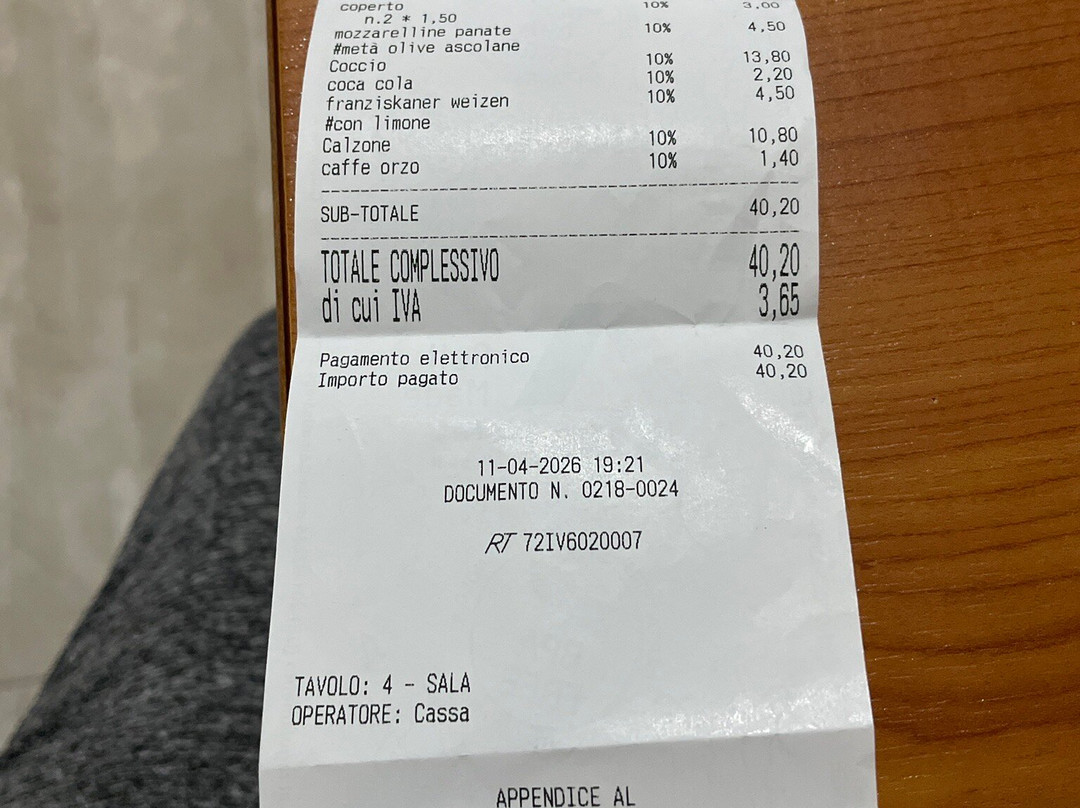 coperto 10% 3,00
n.2 * 1,50
mozzarelline panate 10% 4,50
#metà olive ascolane
Coccio 10% 13,80
coca cola 10% 2,20
franziskaner weizen 10% 4,50
#con limone
Calzone 10% 10,80
caffe orzo 10% 1,40
SUB-TOTALE 40,20
TOTALE COMPLESSIVO 40,20
di cui IVA 3,65
Pagamento elettronico 40,20
Importo pagato 40,20
11-04-2026 19:21
DOCUMENTO N. 0218-0024
RT 72IV6020007
TAVOLO: 4 - SALA
OPERATORE: Cassa
APPENDICE AL